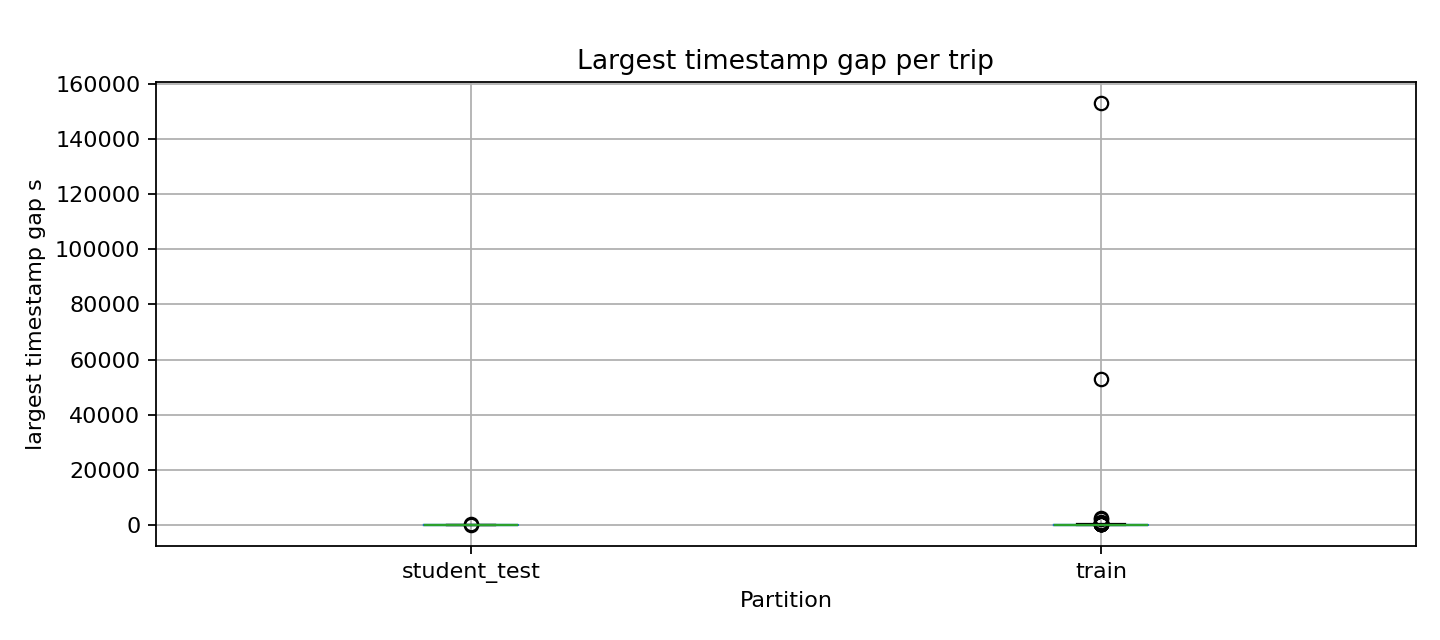 Largest timestamp gap per trip
largest timestamp gap s
160000
140000
120000
100000
80000
60000
40000
20000
0
student_test
train
Partition